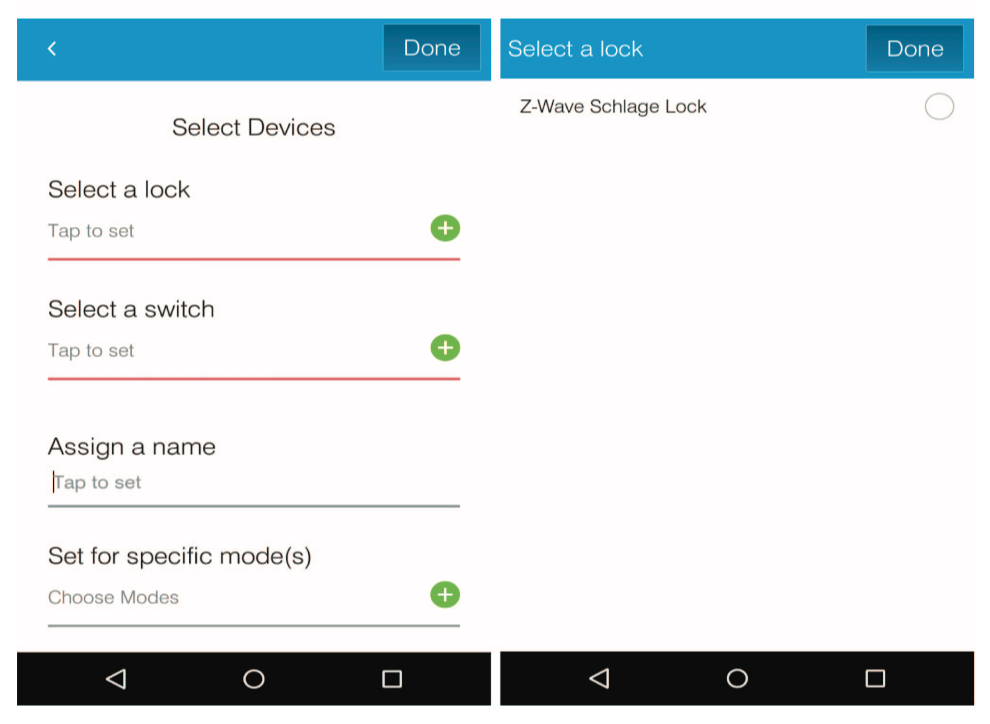 Done
Select Devices
Select a lock
Tap to set
Select a switch
Tap to set
Assign a name
Tap to set
Set for specific mode(s)
Choose Modes
Select a lock
Done
Z-Wave Schlage Lock